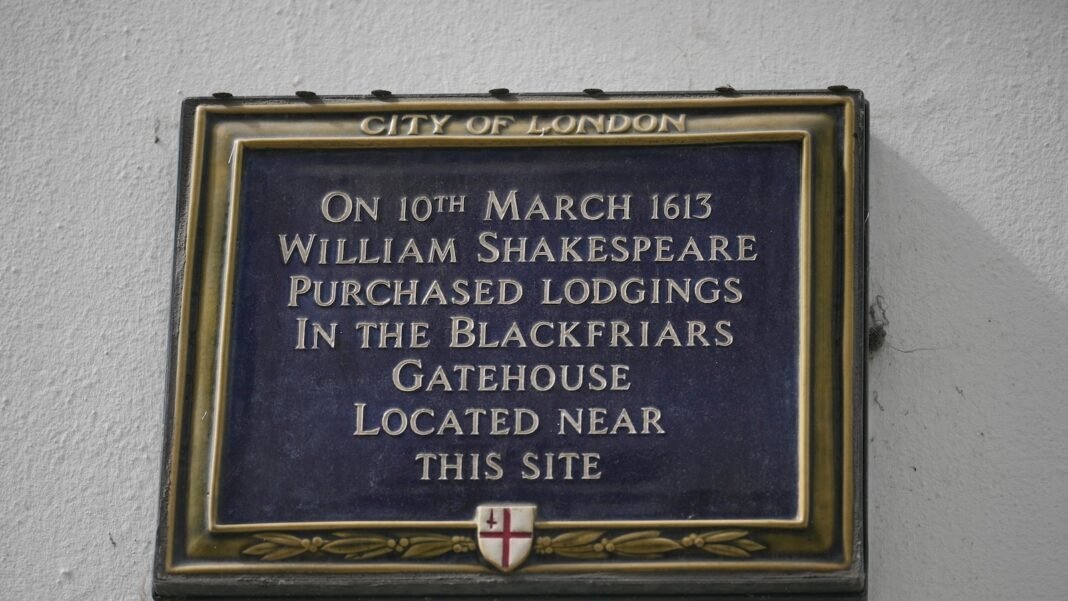 CITY OF LONDON
ON 10TH MARCH 1613
WILLIAM SHAKESPEARE
PURCHASED LODGINGS
IN THE BLACKFRIARS
GATEHOUSE
LOCATED NEAR
THIS SITE